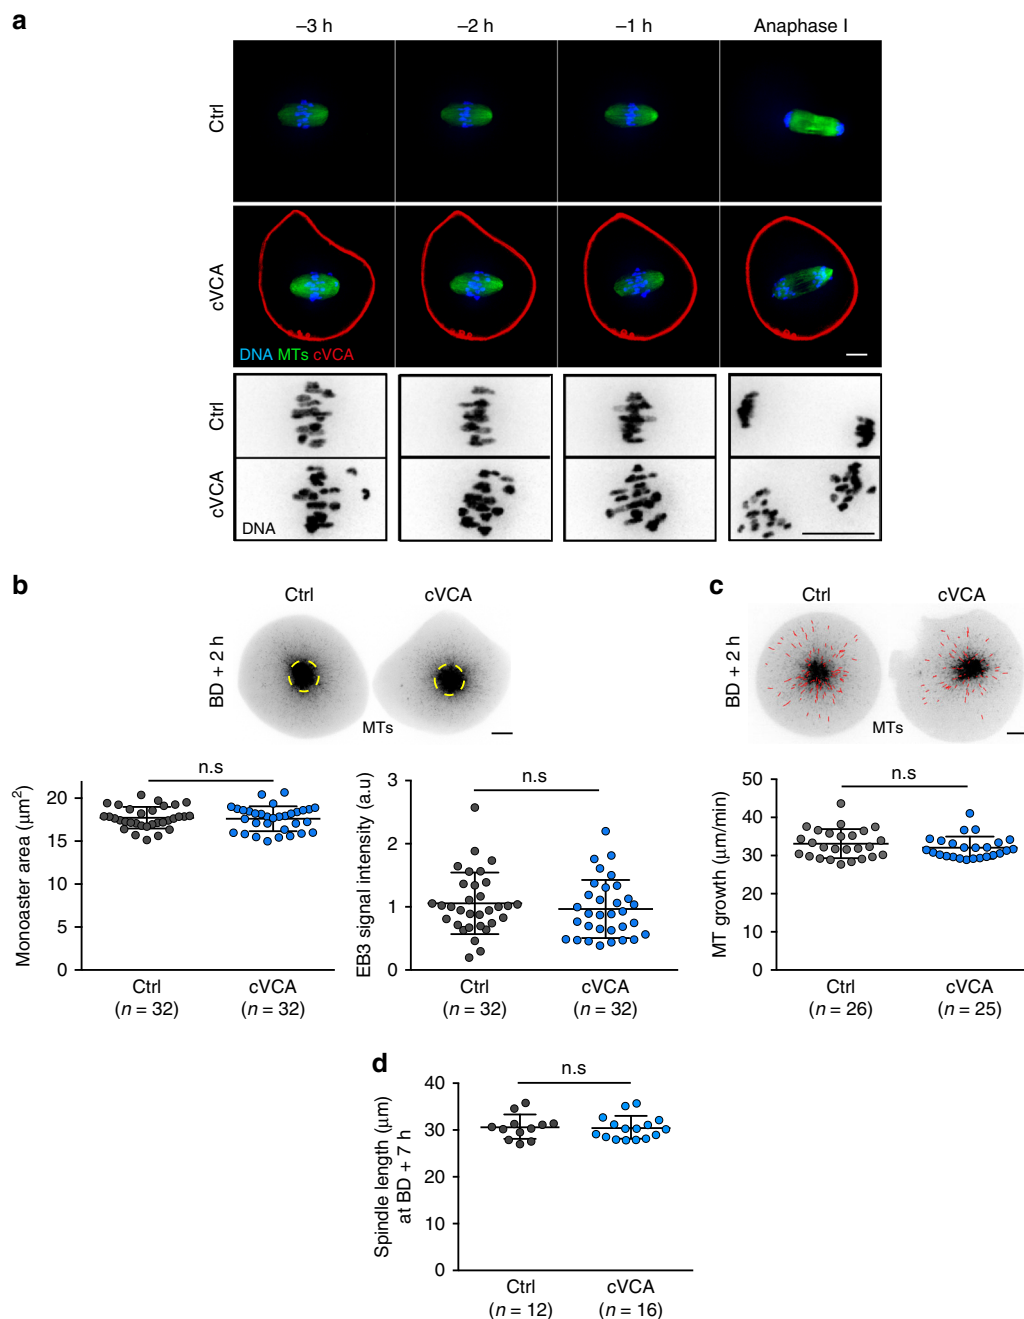 a
–3 h –2 h –1 h Anaphase I
Ctrl
cVCA
DNA MTs cVCA
Ctrl
cVCA
DNA
b
Ctrl cVCA
BD + 2 h
MTs
n.s
Monoaster area (μm²)
20
15
10
5
0
Ctrl cVCA
(n = 32) (n = 32)
n.s
EB3 signal intensity (a.u)
3
2
1
0
Ctrl cVCA
(n = 32) (n = 32)
c
Ctrl cVCA
BD + 2 h
MTs
n.s
MT growth (μm/min)
50
40
30
20
10
0
Ctrl cVCA
(n = 26) (n = 25)
d
n.s
Spindle length (μm)
at BD + 7 h
40
30
20
10
0
Ctrl cVCA
(n = 12) (n = 16)